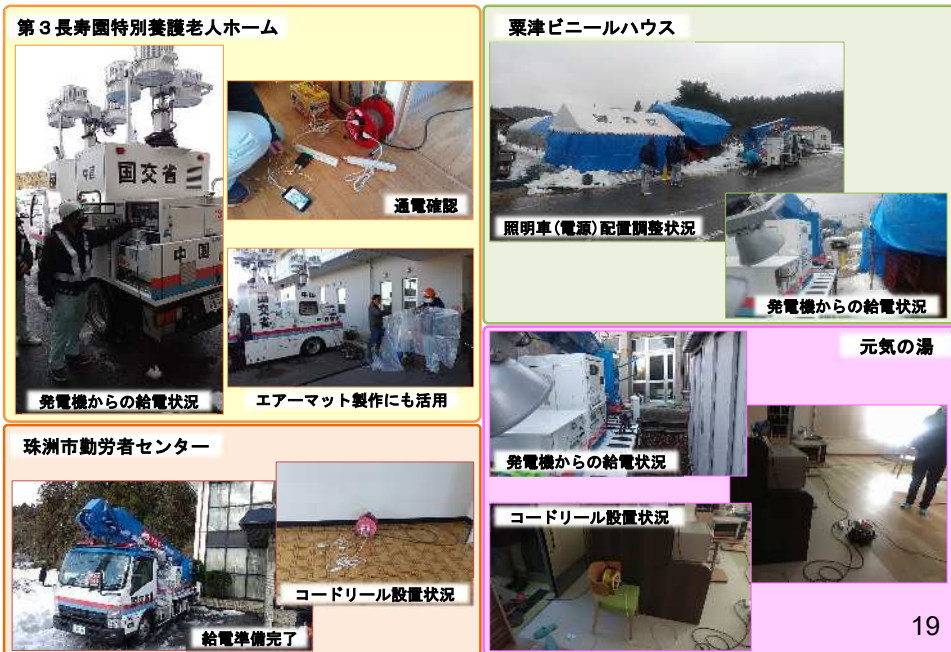 第３長寿園特別養護老人ホーム
国交省
中国
発電機からの給電状況
通電確認
国交省
エアーマット製作にも活用
粟津ビニールハウス
照明車(電源)配置調整状況
発電機からの給電状況
珠洲市勤労者センター
給電準備完了
コードリール設置状況
元気の湯
発電機からの給電状況
コードリール設置状況
19